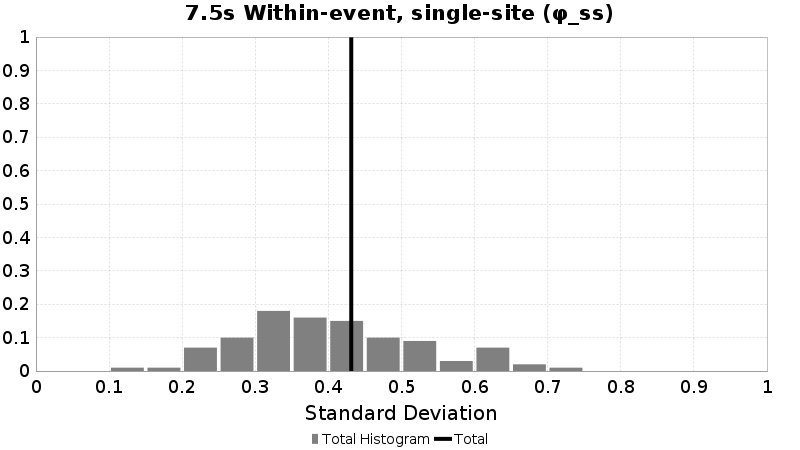 7.5s Within-event, single-site (φ_ss)
1
0.9
0.8
0.7
0.6
0.5
0.4
0.3
0.2
0.1
0
0 0.1 0.2 0.3 0.4 0.5 0.6 0.7 0.8 0.9 1
Standard Deviation
Total Histogram Total